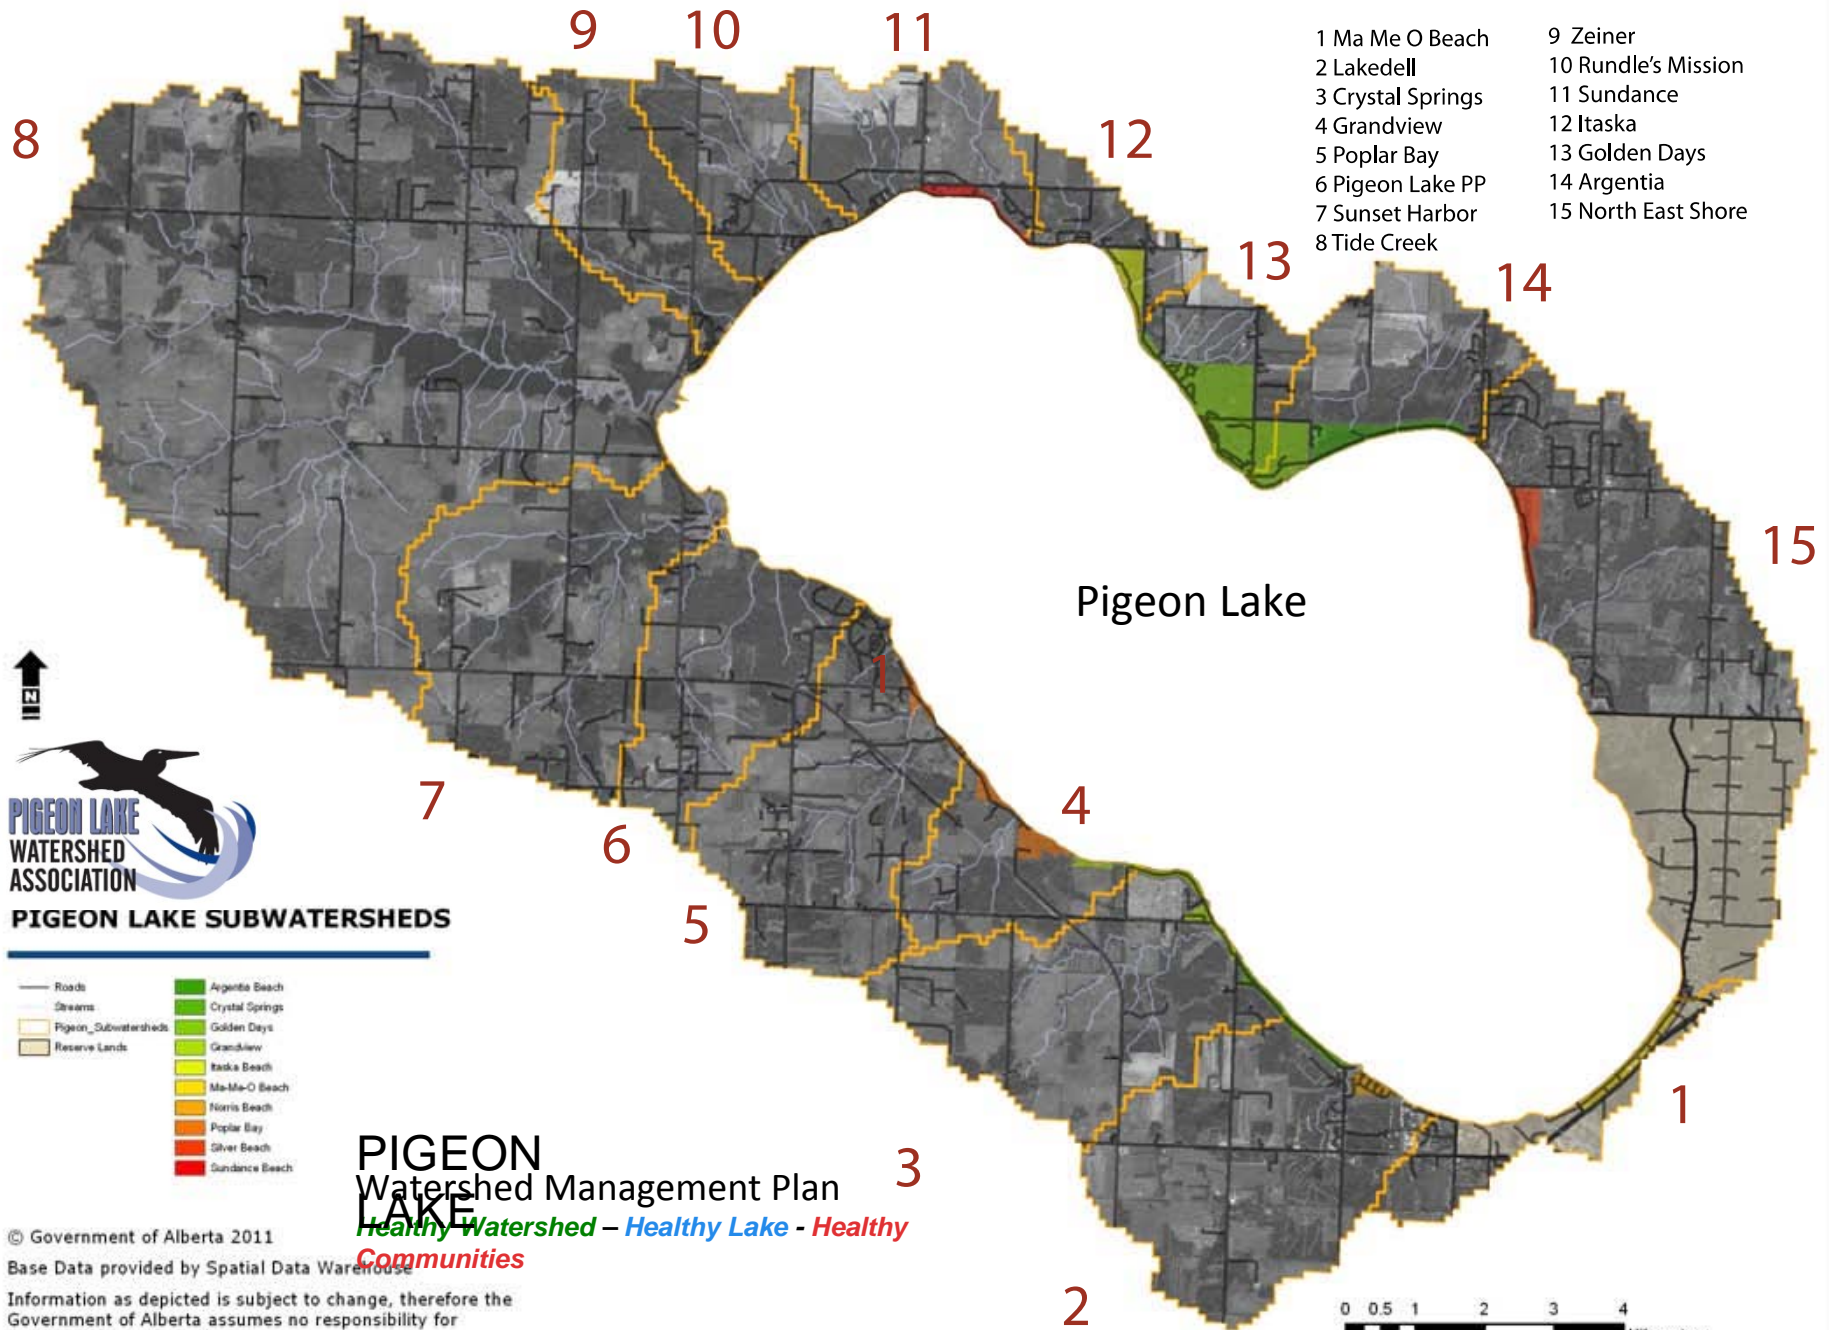 9
10
11
1 Ma Me O Beach
2 Lakedell
3 Crystal Springs
4 Grandview
5 Poplar Bay
6 Pigeon Lake PP
7 Sunset Harbor
8 Tide Creek
9 Zeiner
10 Rundle's Mission
11 Sundance
12 Itaska
13 Golden Days
14 Argentia
15 North East Shore
8
12
13
14
15
Pigeon Lake
1
N
7
6
5
4
1
3
2
PIGEON LAKE
WATERSHED
ASSOCIATION
PIGEON LAKE SUBWATERSHEDS
Roads
Streams
Pigeon_Subwatersheds
Reserve Lands
Argentia Beach
Crystal Springs
Golden Days
Grandview
Itaska Beach
Ma-Me-O Beach
Norris Beach
Poplar Bay
Silver Beach
Sundance Beach
PIGEON
LAKE
Watershed Management Plan
Healthy Watershed – Healthy Lake - Healthy
Communities
© Government of Alberta 2011
Base Data provided by Spatial Data Warehouse
Information as depicted is subject to change, therefore the
Government of Alberta assumes no responsibility for
0 0.5 1 2 3 4